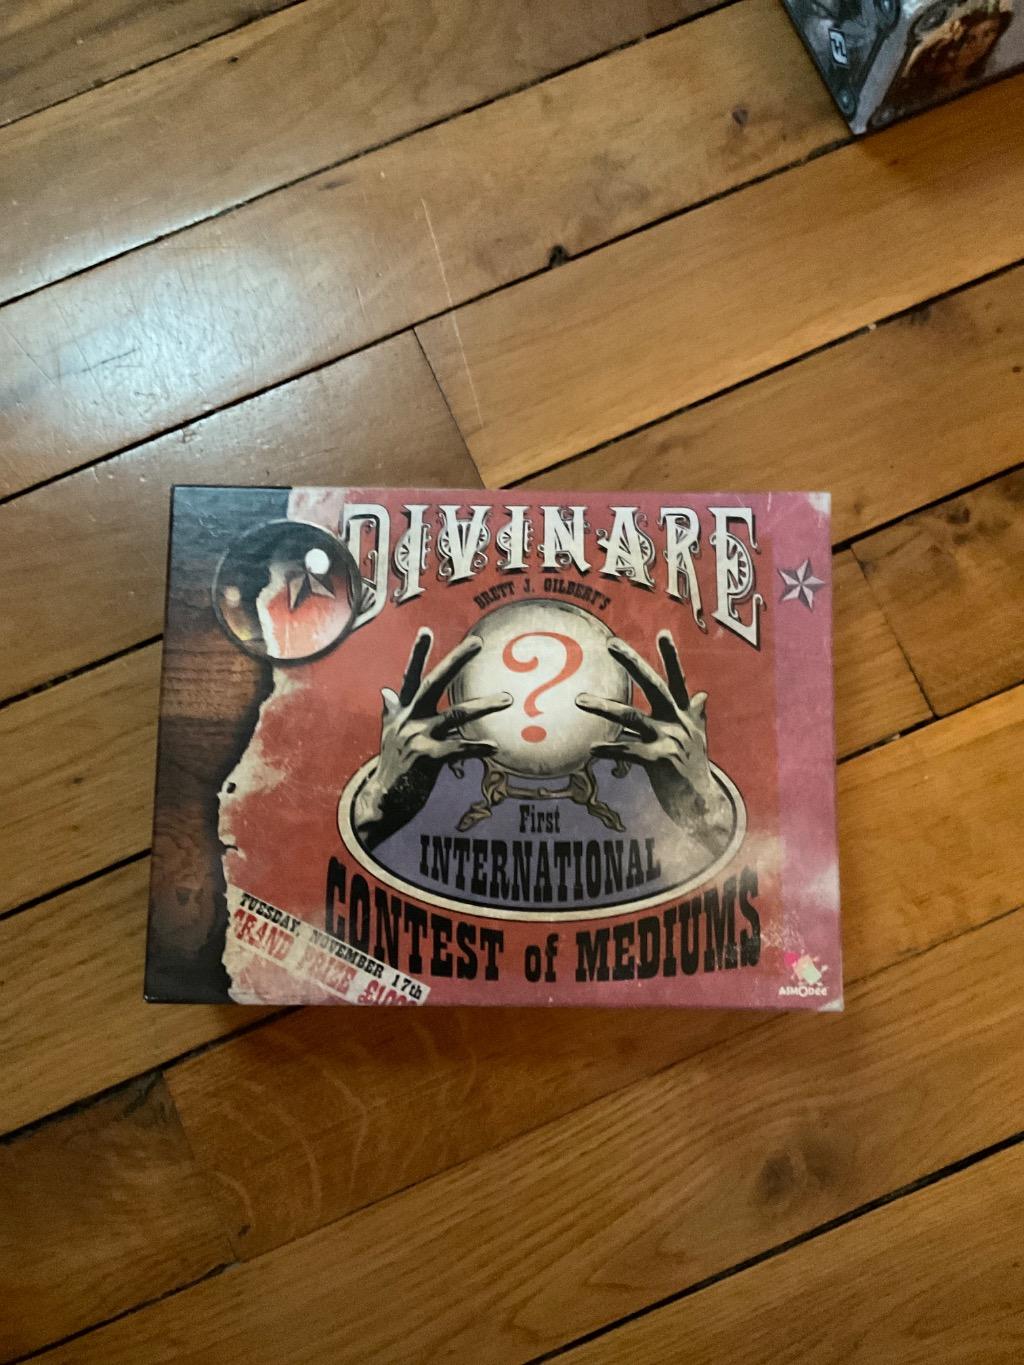 DIVINARE
BRETT J. GILBERT'S
?
First
INTERNATIONAL
CONTEST of MEDIUMS
TUESDAY, NOVEMBER 17th
GRAND PRIZE
ASMODEE